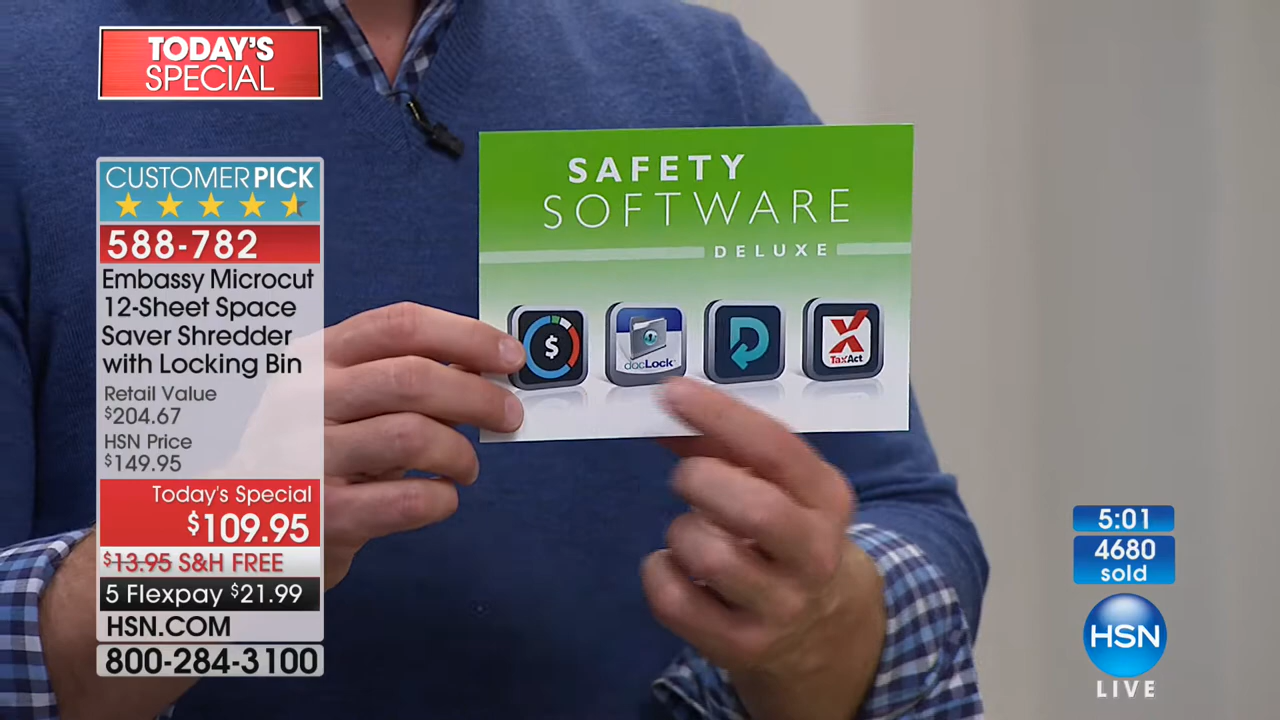 TODAY'S
SPECIAL
CUSTOMER PICK
588-782
Embassy Microcut
12-Sheet Space
Saver Shredder
with Locking Bin
Retail Value
$204.67
HSN Price
$149.95
Today's Special
$109.95
$13.95 S&H FREE
5 Flexpay $21.99
HSN.COM
800-284-3100
SAFETY
SOFTWARE
DELUXE
$
docLock
D
X
TaxAct
5:01
4680
sold
HSN
LIVE